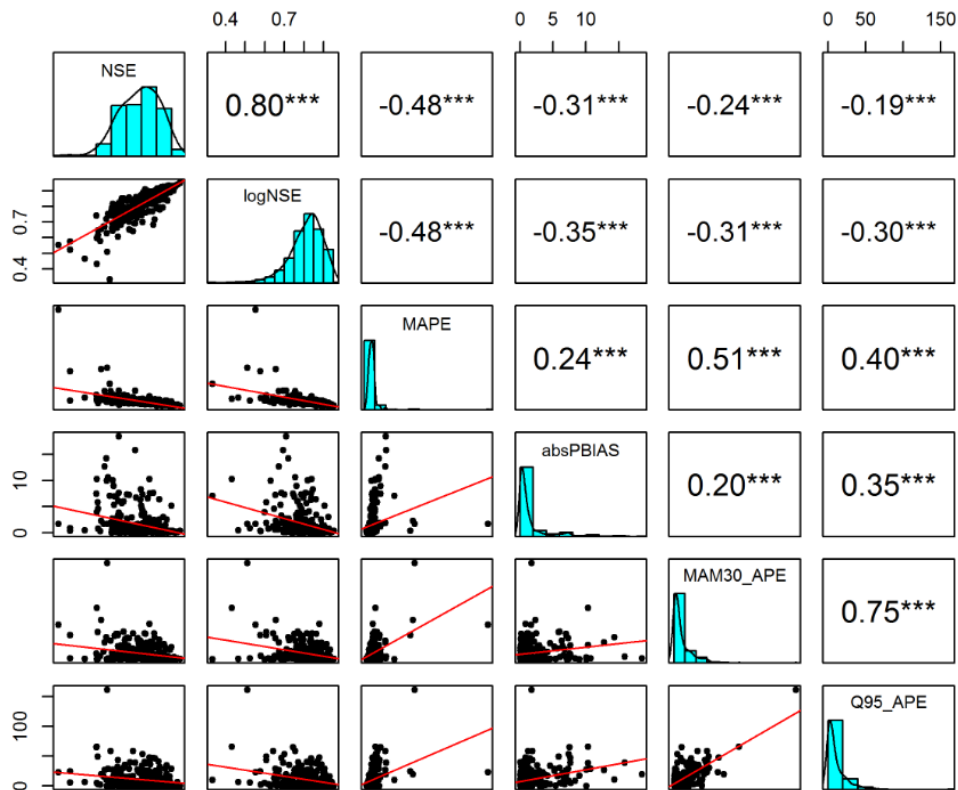 0.4 0.7 0 5 10 0 50 150
NSE
0.80*** -0.48*** -0.31*** -0.24*** -0.19***
0.4 0.7
logNSE
-0.48*** -0.35*** -0.31*** -0.30***
MAPE
0.24*** 0.51*** 0.40***
0 10
absPBIAS
0.20*** 0.35***
MAM30_APE
0.75***
0 100
Q95_APE